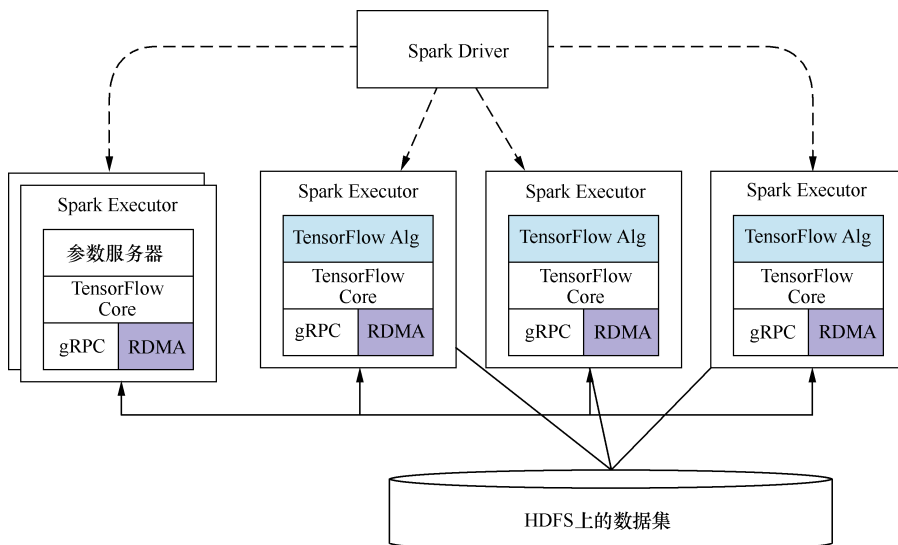 Spark Driver
Spark Executor
参数服务器
TensorFlow
Core
gRPC
RDMA
Spark Executor
TensorFlow Alg
TensorFlow
Core
gRPC
RDMA
Spark Executor
TensorFlow Alg
TensorFlow
Core
gRPC
RDMA
Spark Executor
TensorFlow Alg
TensorFlow
Core
gRPC
RDMA
HDFS上的数据集